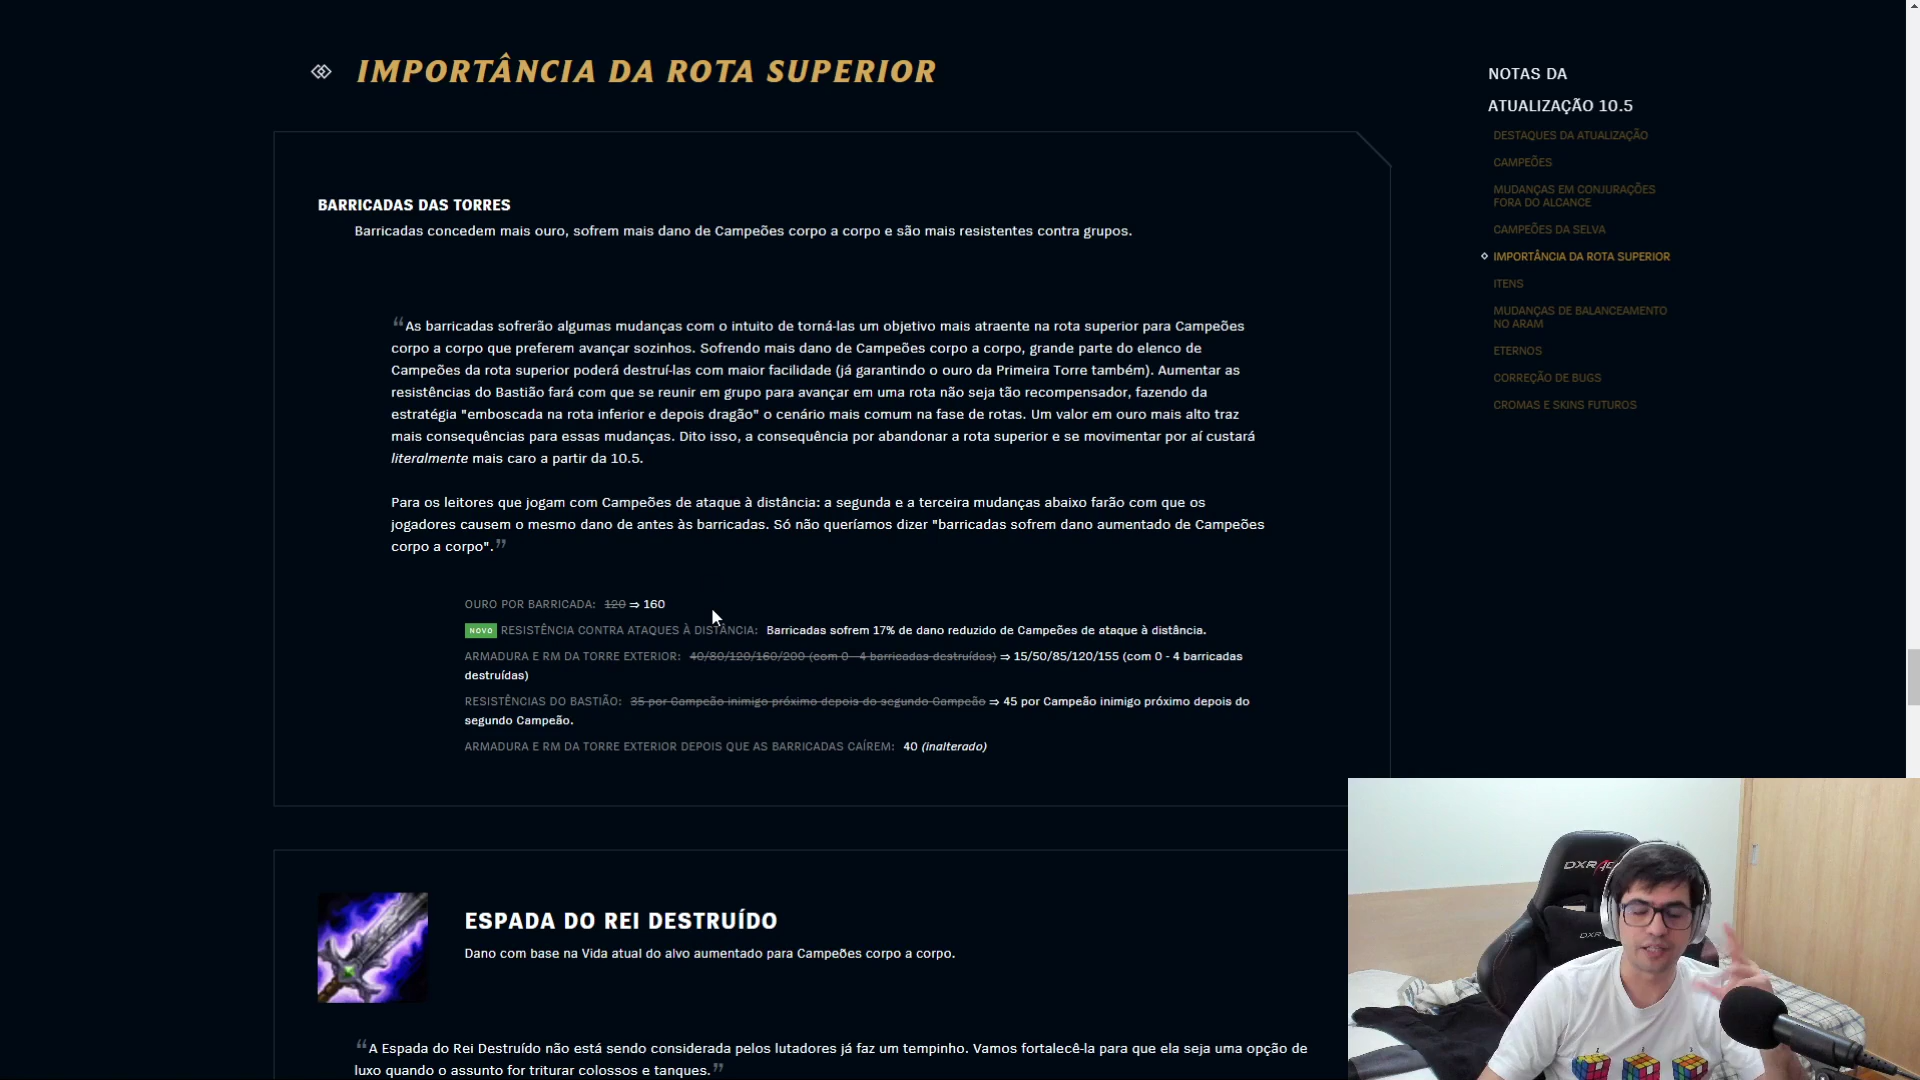 IMPORTÂNCIA DA ROTA SUPERIOR
BARRICADAS DAS TORRES
Barricadas concedem mais ouro, sofrem mais dano de Campeões corpo a corpo e são mais resistentes contra grupos.
“As barricadas sofrerão algumas mudanças com o intuito de torná-las um objetivo mais atraente na rota superior para Campeões
corpo a corpo que preferem avançar sozinhos. Sofrendo mais dano de Campeões corpo a corpo, grande parte do elenco de
Campeões da rota superior poderá destruí-las com maior facilidade (já garantindo o ouro da Primeira Torre também). Aumentar as
resistências do Bastião fará com que se reunir em grupo para avançar em uma rota não seja tão recompensador, fazendo da
estratégia "emboscada na rota inferior e depois dragão" o cenário mais comum na fase de rotas. Um valor em ouro mais alto traz
mais consequências para essas mudanças. Dito isso, a consequência por abandonar a rota superior e se movimentar por aí custará
literalmente mais caro a partir da 10.5.
Para os leitores que jogam com Campeões de ataque à distância: a segunda e a terceira mudanças abaixo farão com que os
jogadores causem o mesmo dano de antes às barricadas. Só não queríamos dizer "barricadas sofrem dano aumentado de Campeões
corpo a corpo".”
OURO POR BARRICADA: 120 ⇒ 160
NOVO RESISTÊNCIA CONTRA ATAQUES À DISTÂNCIA: Barricadas sofrem 17% de dano reduzido de Campeões de ataque à distância.
ARMADURA E RM DA TORRE EXTERIOR: 40/80/120/160/200 (com 0 - 4 barricadas destruídas) ⇒ 15/50/85/120/155 (com 0 - 4 barricadas
destruídas)
RESISTÊNCIAS DO BASTIÃO: 35 por Campeão inimigo próximo depois do segundo Campeão ⇒ 45 por Campeão inimigo próximo depois do
segundo Campeão.
ARMADURA E RM DA TORRE EXTERIOR DEPOIS QUE AS BARRICADAS CAÍREM: 40 (inalterado)
ESPADA DO REI DESTRUÍDO
Dano com base na Vida atual do alvo aumentado para Campeões corpo a corpo.
“A Espada do Rei Destruído não está sendo considerada pelos lutadores já faz um tempinho. Vamos fortalecê-la para que ela seja uma opção de
luxo quando o assunto for triturar colossos e tanques.”
NOTAS DA
ATUALIZAÇÃO 10.5
DESTAQUES DA ATUALIZAÇÃO
CAMPEÕES
MUDANÇAS EM CONJURAÇÕES
FORA DO ALCANCE
CAMPEÕES DA SELVA
IMPORTÂNCIA DA ROTA SUPERIOR
ITENS
MUDANÇAS DE BALANCEAMENTO
NO ARAM
ETERNOS
CORREÇÃO DE BUGS
CROMAS E SKINS FUTUROS